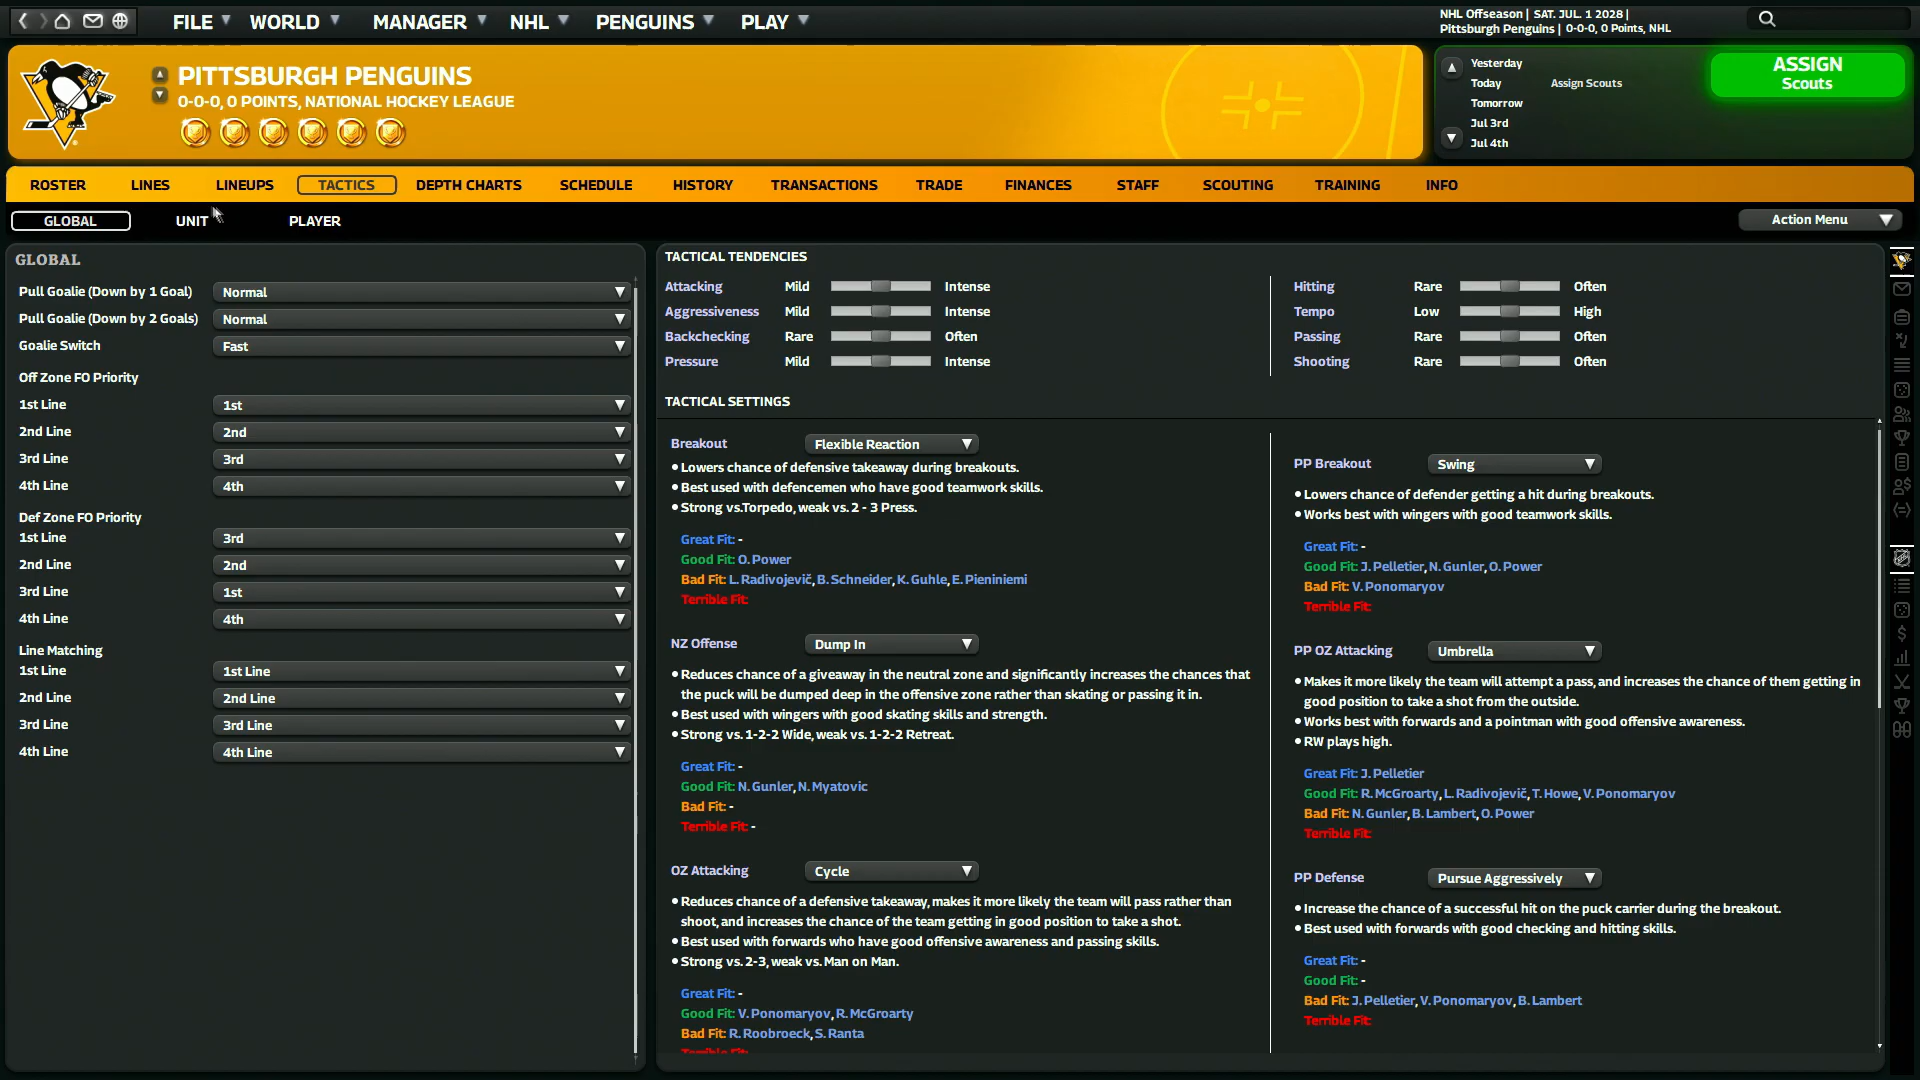 FILE WORLD MANAGER NHL PENGUINS PLAY
NHL Offseason | SAT. JUL. 1 2028 |
Pittsburgh Penguins | 0-0-0, 0 Points, NHL
PITTSBURGH PENGUINS
0-0-0, 0 POINTS, NATIONAL HOCKEY LEAGUE
Yesterday
Today Assign Scouts
Tomorrow
Jul 3rd
Jul 4th
ASSIGN
Scouts
ROSTER LINES LINEUPS TACTICS DEPTH CHARTS SCHEDULE HISTORY TRANSACTIONS TRADE FINANCES STAFF SCOUTING TRAINING INFO
GLOBAL UNIT PLAYER
Action Menu
GLOBAL
Pull Goalie (Down by 1 Goal) Normal
Pull Goalie (Down by 2 Goals) Normal
Goalie Switch Fast
Off Zone FO Priority
1st Line 1st
2nd Line 2nd
3rd Line 3rd
4th Line 4th
Def Zone FO Priority
1st Line 3rd
2nd Line 2nd
3rd Line 1st
4th Line 4th
Line Matching
1st Line 1st Line
2nd Line 2nd Line
3rd Line 3rd Line
4th Line 4th Line
TACTICAL TENDENCIES
Attacking Mild Intense
Aggressiveness Mild Intense
Backchecking Rare Often
Pressure Mild Intense
Hitting Rare Often
Tempo Low High
Passing Rare Often
Shooting Rare Often
TACTICAL SETTINGS
Breakout Flexible Reaction
• Lowers chance of defensive takeaway during breakouts.
• Best used with defencemen who have good teamwork skills.
• Strong vs.Torpedo, weak vs. 2 - 3 Press.
Great Fit: -
Good Fit: O. Power
Bad Fit: L. Radivojevič, B. Schneider, K. Guhle, E. Pieniniemi
Terrible Fit:
NZ Offense Dump In
• Reduces chance of a giveaway in the neutral zone and significantly increases the chances that
the puck will be dumped deep in the offensive zone rather than skating or passing it in.
• Best used with wingers with good skating skills and strength.
• Strong vs. 1-2-2 Wide, weak vs. 1-2-2 Retreat.
Great Fit: -
Good Fit: N. Gunler, N. Myatovic
Bad Fit: -
Terrible Fit: -
OZ Attacking Cycle
• Reduces chance of a defensive takeaway, makes it more likely the team will pass rather than
shoot, and increases the chance of the team getting in good position to take a shot.
• Best used with forwards who have good offensive awareness and passing skills.
• Strong vs. 2-3, weak vs. Man on Man.
Great Fit: -
Good Fit: V. Ponomaryov, R. McGroarty
Bad Fit: R. Roobroeck, S. Ranta
Terrible Fit:
PP Breakout Swing
• Lowers chance of defender getting a hit during breakouts.
• Works best with wingers with good teamwork skills.
Great Fit: -
Good Fit: J. Pelletier, N. Gunler, O. Power
Bad Fit: V. Ponomaryov
Terrible Fit:
PP OZ Attacking Umbrella
• Makes it more likely the team will attempt a pass, and increases the chance of them getting in
good position to take a shot from the outside.
• Works best with forwards and a pointman with good offensive awareness.
• RW plays high.
Great Fit: J. Pelletier
Good Fit: R. McGroarty, L. Radivojevič, T. Howe, V. Ponomaryov
Bad Fit: N. Gunler, B. Lambert, O. Power
Terrible Fit:
PP Defense Pursue Aggressively
• Increase the chance of a successful hit on the puck carrier during the breakout.
• Best used with forwards with good checking and hitting skills.
Great Fit: -
Good Fit: -
Bad Fit: J. Pelletier, V. Ponomaryov, B. Lambert
Terrible Fit: